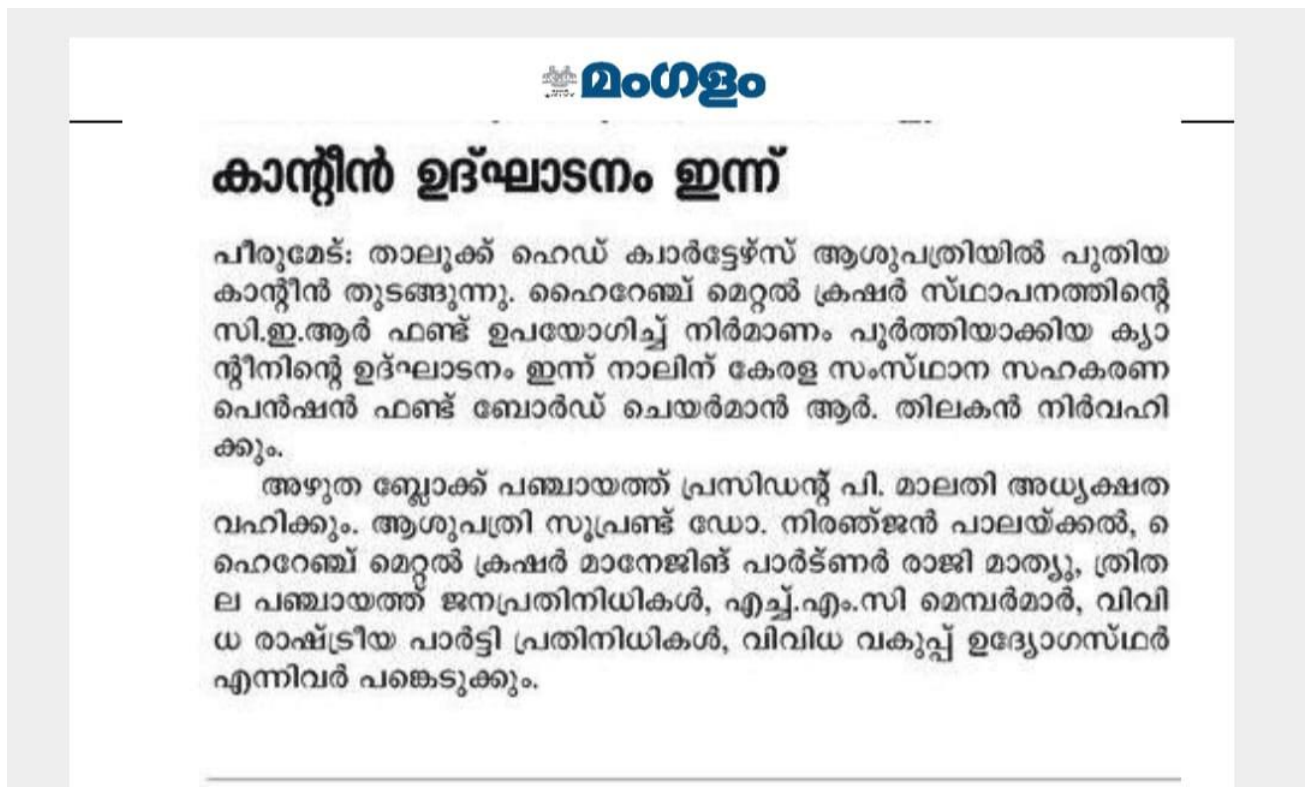 മംഗളം
കാന്റീൻ ഉദ്ഘാടനം ഇന്ന്
പീരുമേട്: താലൂക്ക് ഹെഡ് ക്വാർട്ടേഴ്സ് ആശുപത്രിയിൽ പുതിയ
കാന്റീൻ തുടങ്ങുന്നു. ഹൈറേഞ്ച് മെറ്റൽ ക്രഷർ സ്ഥാപനത്തിന്റെ
സി.ഇ.ആർ ഫണ്ട് ഉപയോഗിച്ച് നിർമാണം പൂർത്തിയാക്കിയ ക്യാ
ന്റീനിന്റെ ഉദ്ഘാടനം ഇന്ന് നാലിന് കേരള സംസ്ഥാന സഹകരണ
പെൻഷൻ ഫണ്ട് ബോർഡ് ചെയർമാൻ ആർ. തിലകൻ നിർവഹി
ക്കും.
അഴുത ബ്ലോക്ക് പഞ്ചായത്ത് പ്രസിഡന്റ് പി. മാലതി അധ്യക്ഷത
വഹിക്കും. ആശുപത്രി സൂപ്രണ്ട് ഡോ. നിരഞ്ജൻ പാലയ്ക്കൽ, ഹെ
ഹൈറേഞ്ച് മെറ്റൽ ക്രഷർ മാനേജിങ് പാർട്ണർ രാജി മാത്യു, ത്രിത
ല പഞ്ചായത്ത് ജനപ്രതിനിധികൾ, എച്ച്.എം.സി മെമ്പർമാർ, വിവി
ധ രാഷ്ട്രീയ പാർട്ടി പ്രതിനിധികൾ, വിവിധ വകുപ്പ് ഉദ്യോഗസ്ഥർ
എന്നിവർ പങ്കെടുക്കും.